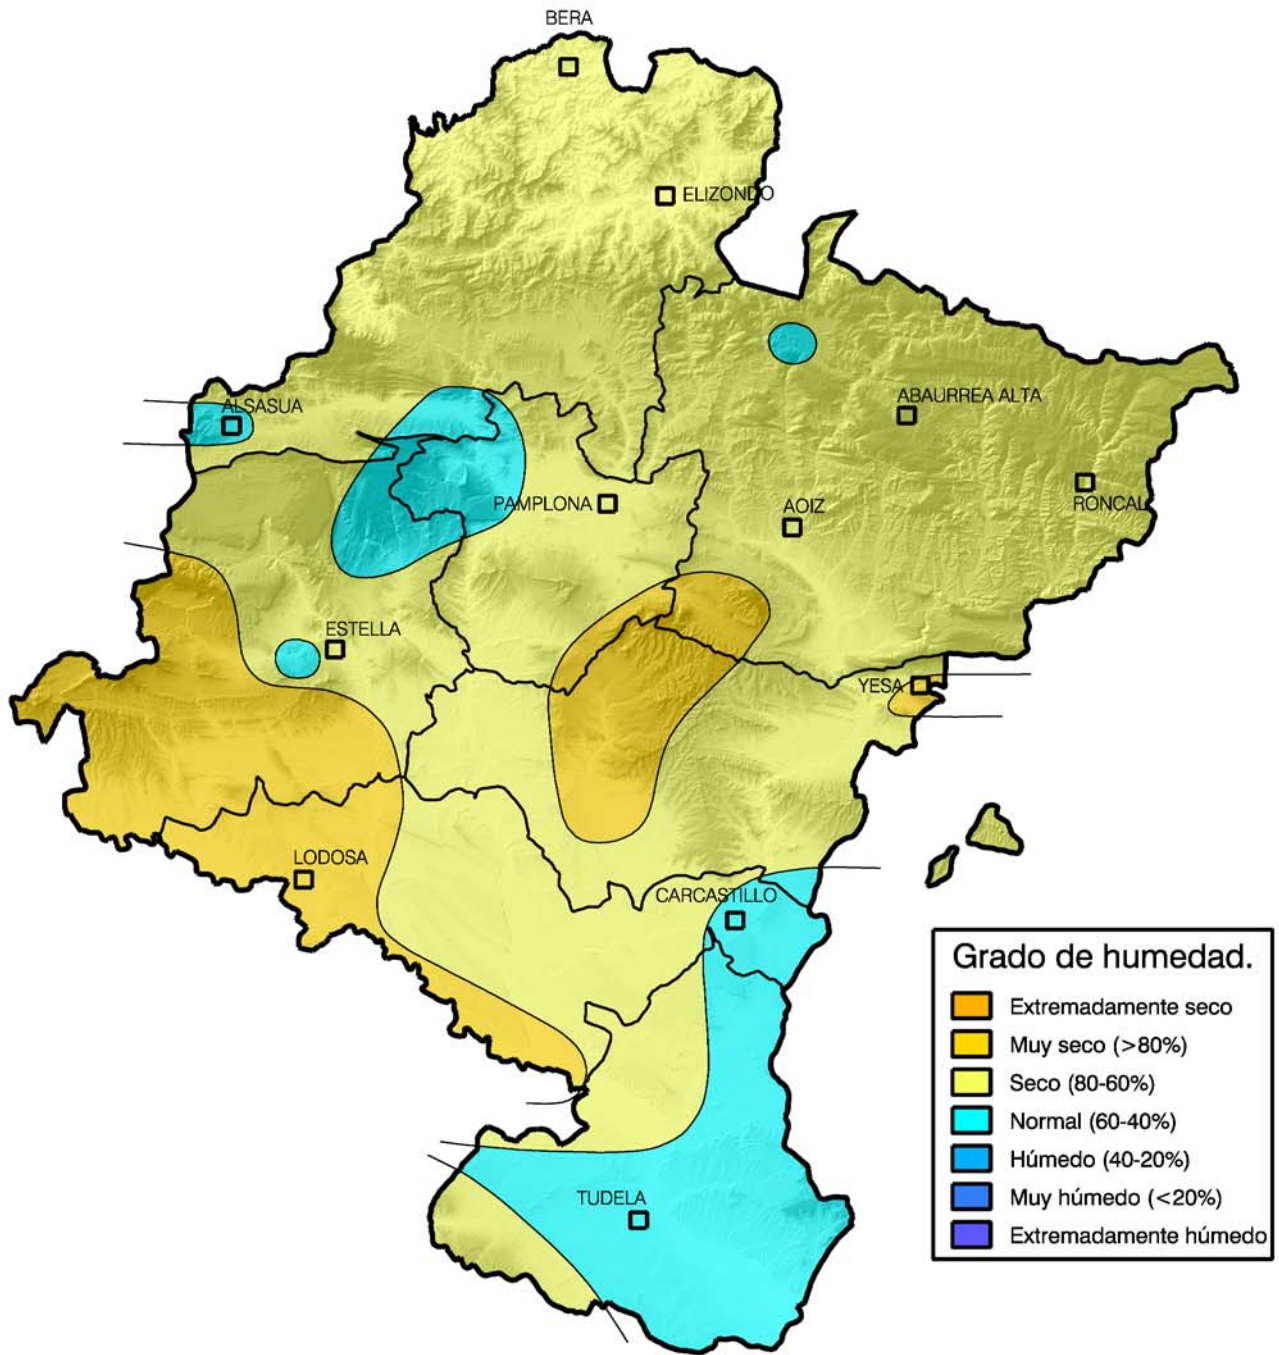 BERA
ELIZONDO
ALSASUA
ABAURREA ALTA
PAMPLONA
AOIZ
RONCAL
ESTELLA
YESA
LODOSA
CARCASTILLO
TUDELA
Grado de humedad.
Extremadamente seco
Muy seco (>80%)
Seco (80-60%)
Normal (60-40%)
Húmedo (40-20%)
Muy húmedo (<20%)
Extremadamente húmedo